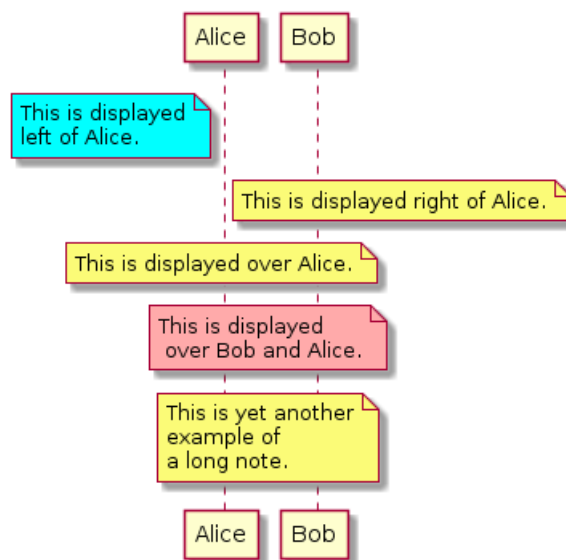 Alice Bob
This is displayed
left of Alice.
This is displayed right of Alice.
This is displayed over Alice.
This is displayed
over Bob and Alice.
This is yet another
example of
a long note.
Alice Bob